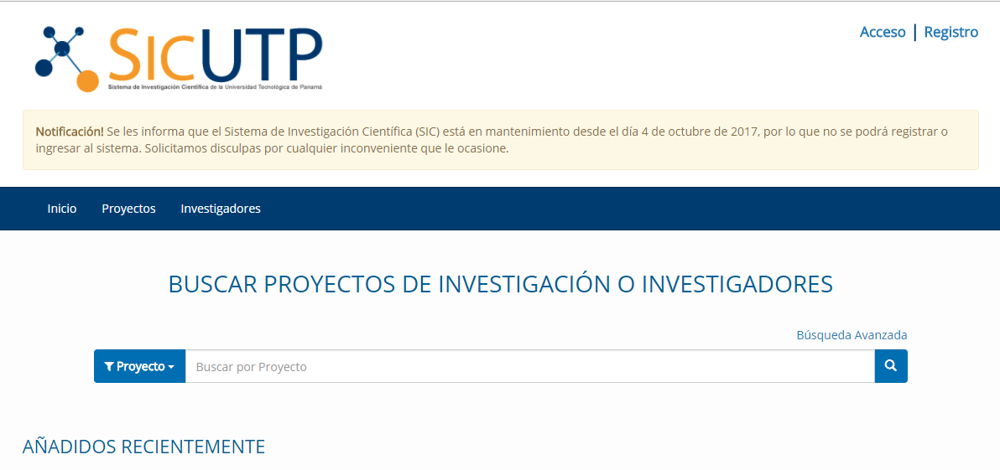 SICUTP
Sistema de Investigación Científica de la Universidad Tecnológica de Panamá
Acceso | Registro
Notificación! Se les informa que el Sistema de Investigación Científica (SIC) está en mantenimiento desde el día 4 de octubre de 2017, por lo que no se podrá registrar o
ingresar al sistema. Solicitamos disculpas por cualquier inconveniente que le ocasione.
Inicio Proyectos Investigadores
BUSCAR PROYECTOS DE INVESTIGACIÓN O INVESTIGADORES
Búsqueda Avanzada
Proyecto Buscar por Proyecto
AÑADIDOS RECIENTEMENTE